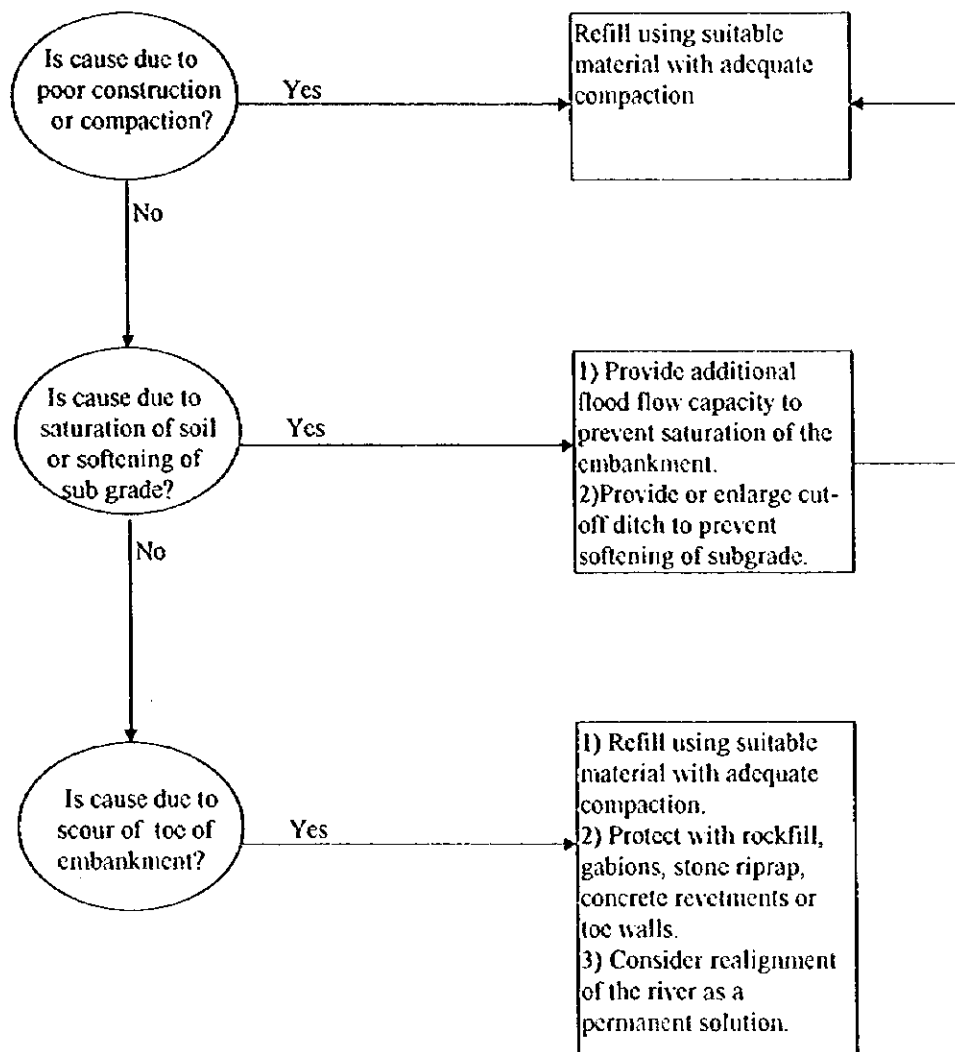 Is cause due to
poor construction
or compaction?
Yes
Refill using suitable
material with adequate
compaction
No
Is cause due to
saturation of soil
or softening of
sub grade?
Yes
1) Provide additional
flood flow capacity to
prevent saturation of the
embankment.
2)Provide or enlarge cut-
off ditch to prevent
softening of subgrade.
No
Is cause due to
scour of toe of
embankment?
Yes
1) Refill using suitable
material with adequate
compaction.
2) Protect with rockfill,
gabions, stone riprap,
concrete revetments or
toe walls.
3) Consider realignment
of the river as a
permanent solution.